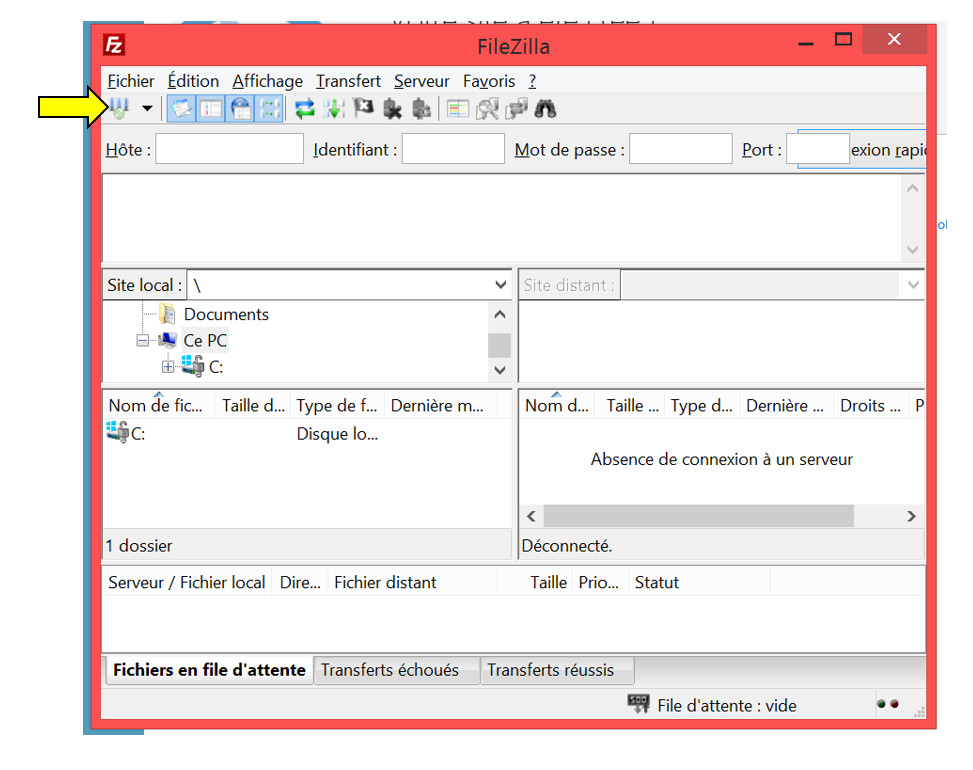 FileZilla
Fichier Édition Affichage Transfert Serveur Favoris ?
Hôte : Identifiant : Mot de passe : Port : exion rapi
Site local : \ Site distant :
Documents
Ce PC
C:
Nom de fic... Taille d... Type de f... Dernière m... Nom d... Taille ... Type d... Dernière ... Droits ... P
C: Disque lo...
Absence de connexion à un serveur
1 dossier Déconnecté.
Serveur / Fichier local Dire... Fichier distant Taille Prio... Statut
Fichiers en file d'attente Transferts échoués Transferts réussis
File d'attente : vide